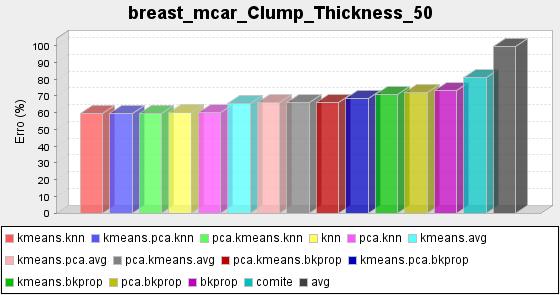 breast_mcar_Clump_Thickness_50
Erro (%)
100
90
80
70
60
50
40
30
20
10
0
kmeans.knn kmeans.pca.knn pca.kmeans.knn knn pca.knn kmeans.avg
kmeans.pca.avg pca.kmeans.avg pca.kmeans.bkprop kmeans.pca.bkprop
kmeans.bkprop pca.bkprop bkprop comite avg